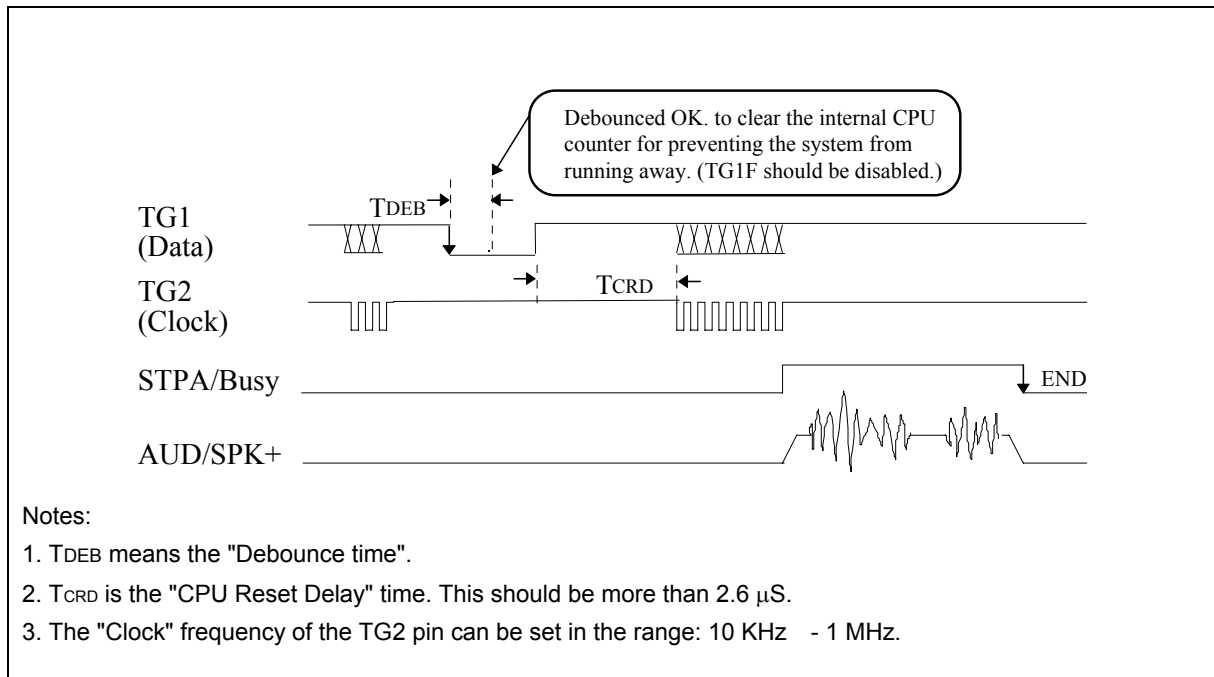 Debounced OK. to clear the internal CPU
counter for preventing the system from
running away. (TG1F should be disabled.)
TDEB
TG1
(Data)
TCRD
TG2
(Clock)
STPA/Busy
END
AUD/SPK+
Notes:
1. TDEB means the "Debounce time".
2. TCRD is the "CPU Reset Delay" time. This should be more than 2.6 μS.
3. The "Clock" frequency of the TG2 pin can be set in the range: 10 KHz - 1 MHz.